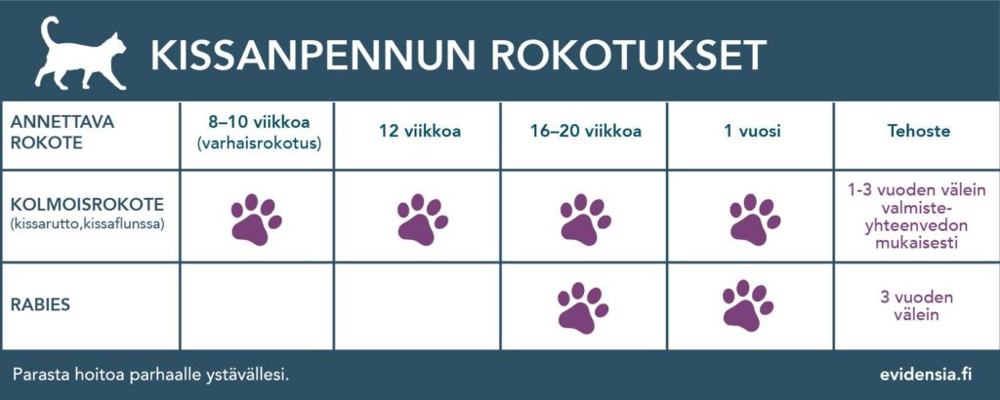 KISSANPENNUN ROKOTUKSET
ANNETTAVA
ROKOTE
8–10 viikkoa
(varhaisrokotus)
12 viikkoa
16–20 viikkoa
1 vuosi
Tehoste
KOLMOISROKOTE
(kissarutto,kissaflunssa)
1-3 vuoden välein
valmiste-
yhteenvedon
mukaisesti
RABIES
3 vuoden
välein
Parasta hoitoa parhaalle ystävällesi.
evidensia.fi